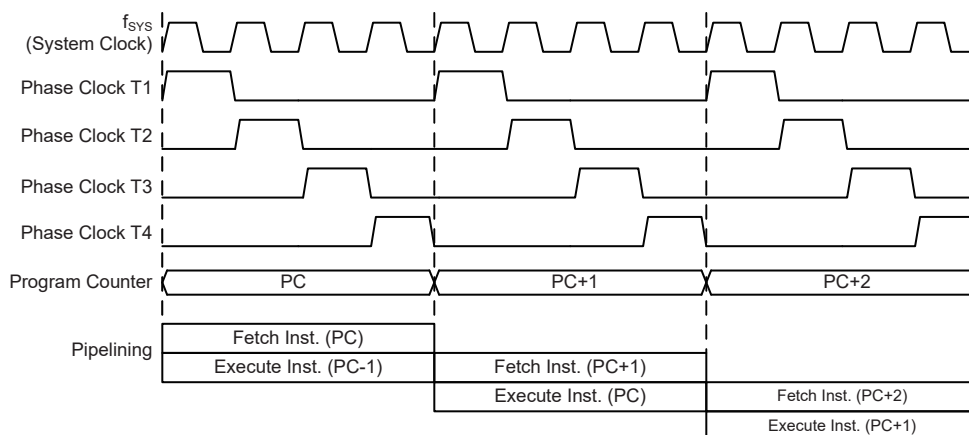 fSYS
(System Clock)
Phase Clock T1
Phase Clock T2
Phase Clock T3
Phase Clock T4
Program Counter PC PC+1 PC+2
Pipelining
Fetch Inst. (PC)
Execute Inst. (PC-1) Fetch Inst. (PC+1)
Execute Inst. (PC) Fetch Inst. (PC+2)
Execute Inst. (PC+1)